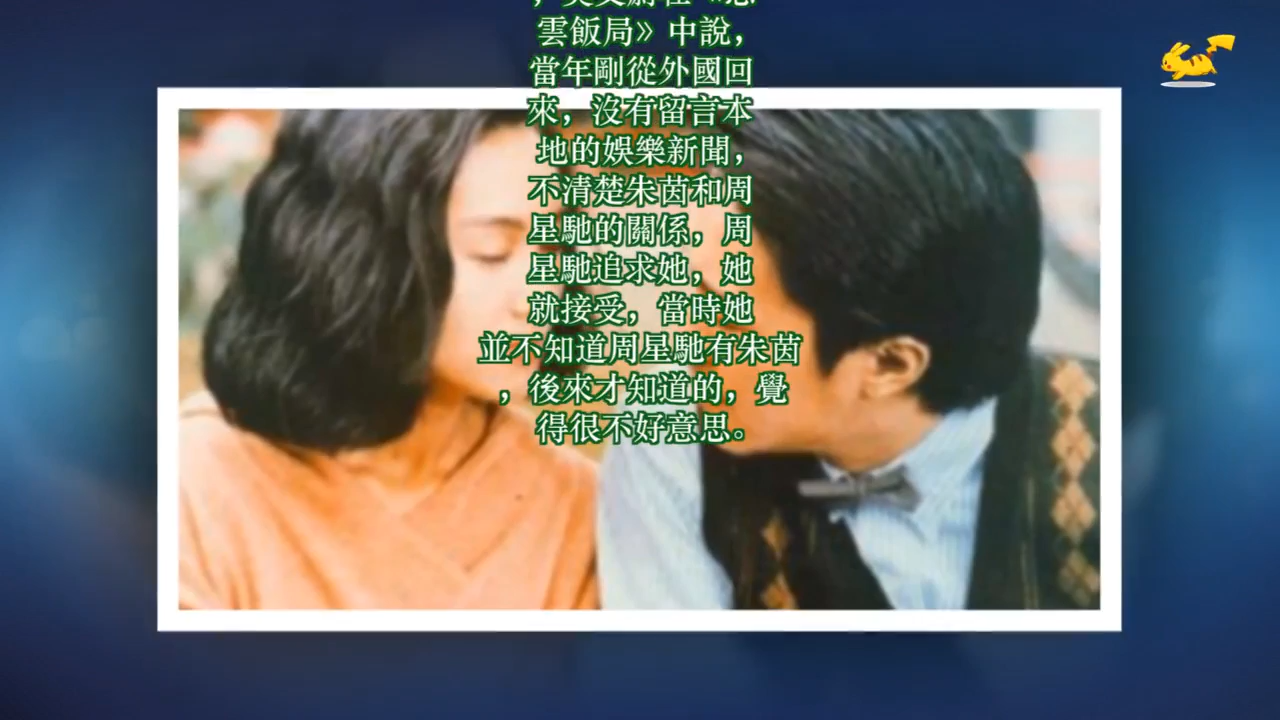 雲飯局》中說，
當年剛從外國回
來，沒有留言本
地的娛樂新聞，
不清楚朱茵和周
星馳的關係，周
星馳追求她，她
就接受，當時她
並不知道周星馳有朱茵
，後來才知道的，覺
得很不好意思。